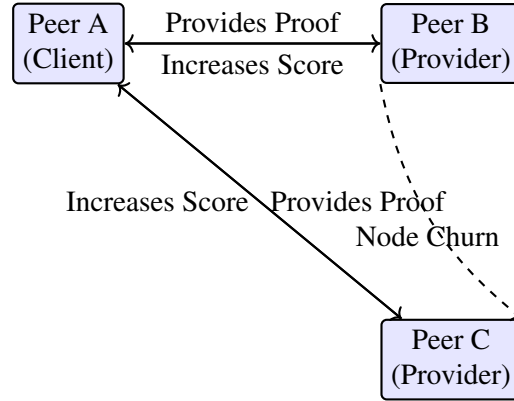 Peer A
(Client)
Provides Proof
Increases Score
Peer B
(Provider)
Increases Score
Provides Proof
Node Churn
Peer C
(Provider)